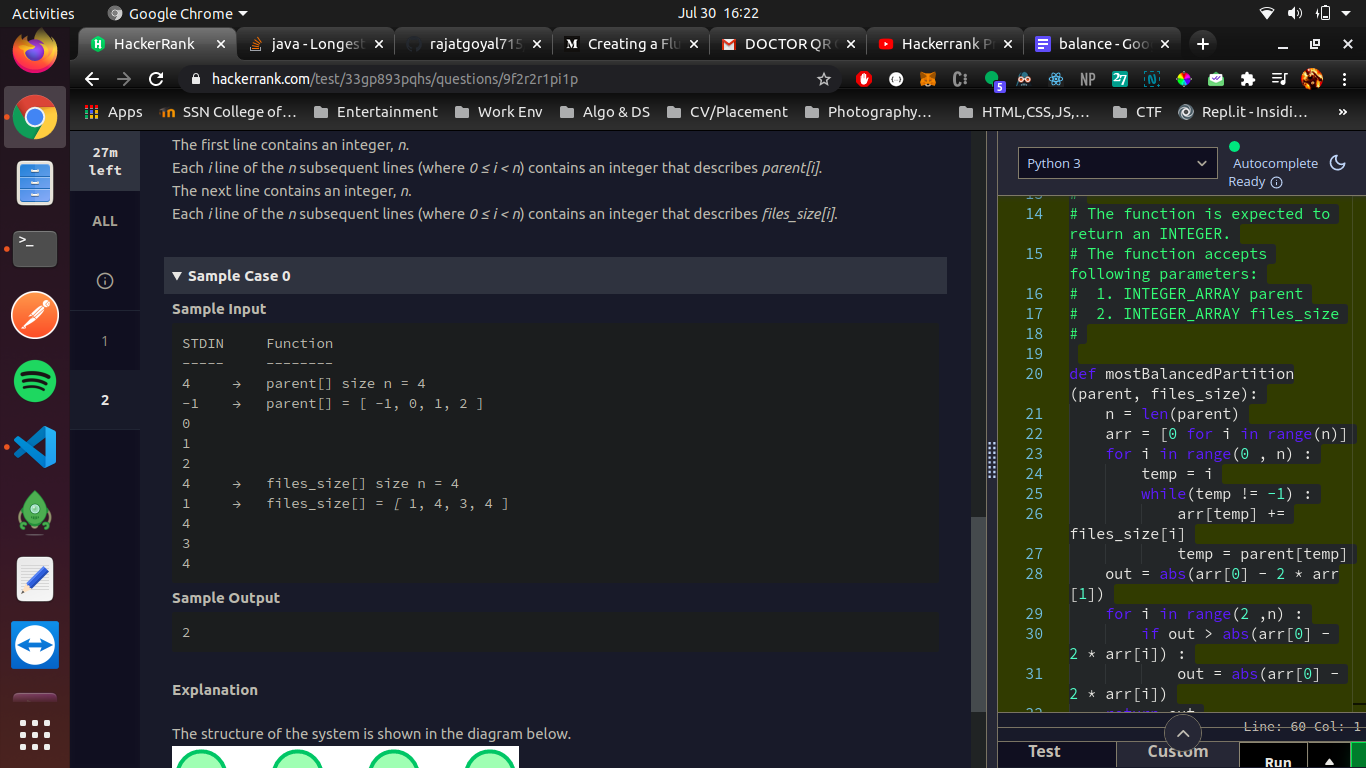 Activities
Google Chrome
Jul 30 16:22
HackerRank
java - Longest
rajatgoyal715
Creating a Flu
DOCTOR QR
Hackerrank P
balance - Goo
hackerrank.com/test/33gp893pqhs/questions/9f2r2r1pi1p
5
NP
27
Apps
SSN College of...
Entertainment
Work Env
Algo & DS
CV/Placement
Photography...
HTML,CSS,JS,...
CTF
Repl.it - Insidi...
»
27m
left
ALL
1
2
The first line contains an integer, n.
Each i line of the n subsequent lines (where 0 ≤ i < n) contains an integer that describes parent[i].
The next line contains an integer, n.
Each i line of the n subsequent lines (where 0 ≤ i < n) contains an integer that describes files_size[i].
▼ Sample Case 0
Sample Input
STDIN Function
----- --------
4 → parent[] size n = 4
-1 → parent[] = [ -1, 0, 1, 2 ]
0
1
2
4 → files_size[] size n = 4
1 → files_size[] = [ 1, 4, 3, 4 ]
4
3
4
Sample Output
2
Explanation
The structure of the system is shown in the diagram below.
Python 3
Autocomplete
Ready
13 #
14 # The function is expected to
return an INTEGER.
15 # The function accepts
following parameters:
16 #  1. INTEGER_ARRAY parent
17 #  2. INTEGER_ARRAY files_size
18 #
19
20 def mostBalancedPartition
(parent, files_size):
21     n = len(parent)
22     arr = [0 for i in range(n)]
23     for i in range(0 , n) :
24         temp = i
25         while(temp != -1) :
26             arr[temp] +=
files_size[i]
27             temp = parent[temp]
28     out = abs(arr[0] - 2 * arr
[1])
29     for i in range(2 ,n) :
30         if out > abs(arr[0] -
2 * arr[i]) :
31             out = abs(arr[0] -
2 * arr[i])
32     return out
Line: 60 Col: 1
Test
Custom
Run